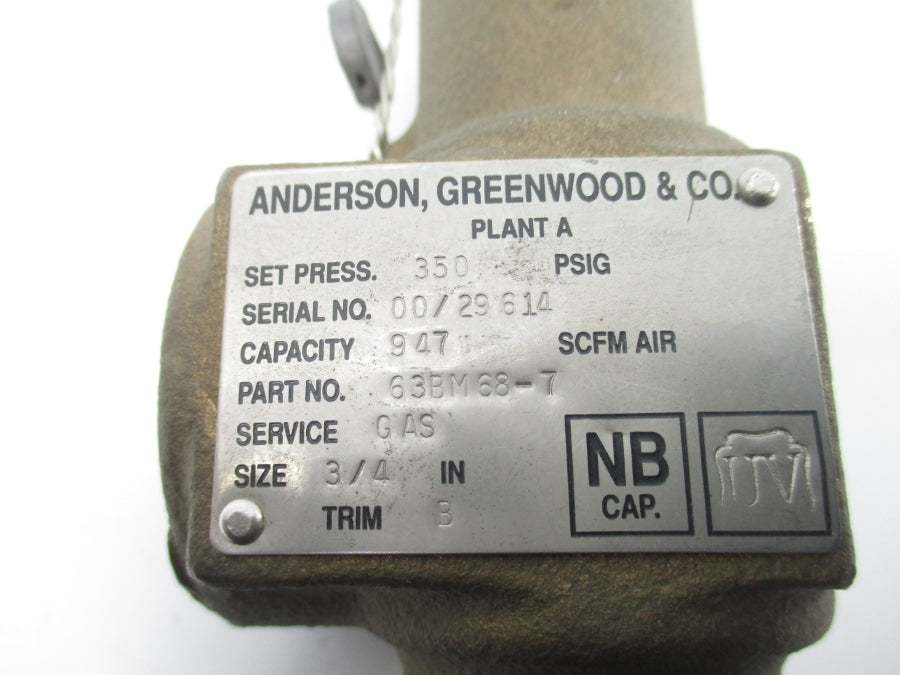 ANDERSON, GREENWOOD & CO.
PLANT A
SET PRESS. 350 PSIG
SERIAL NO. 00/29614
CAPACITY 947 SCFM AIR
PART NO. 63BM68-7
SERVICE GAS
SIZE 3/4 IN
TRIM B
NB
CAP.
UV